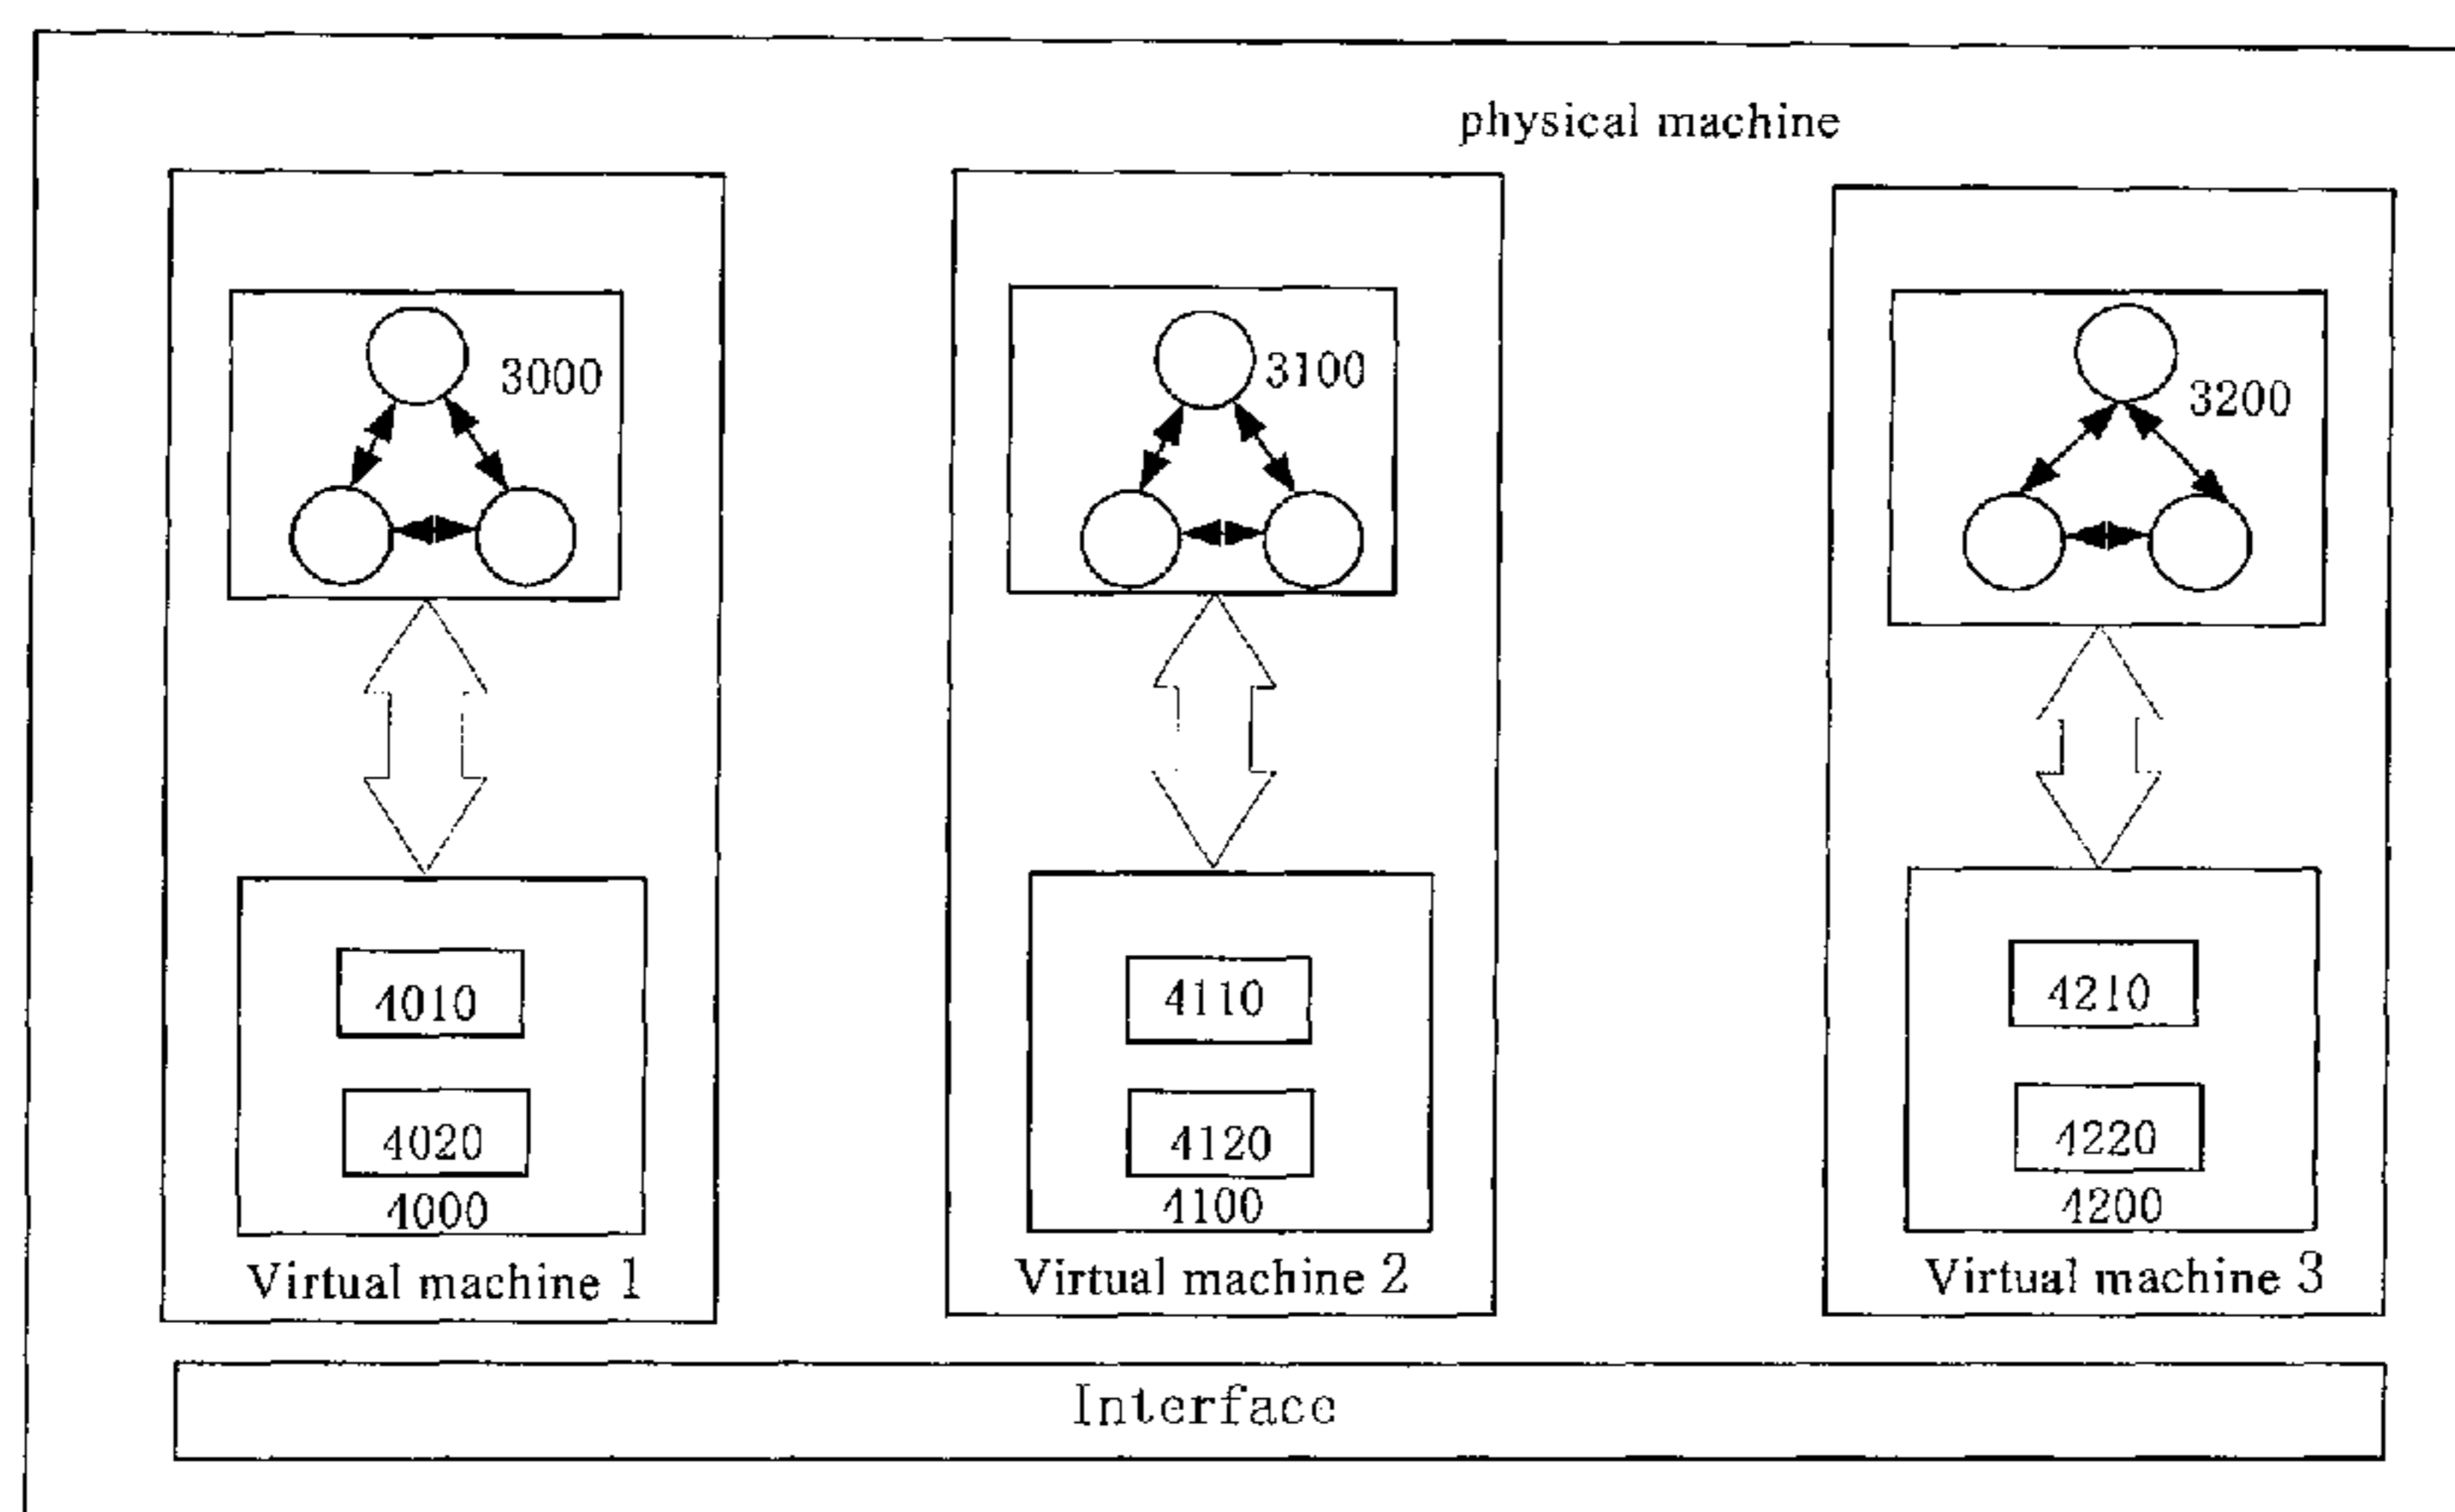 physical machine
3000
3100
3200
4010
4110
4210
4020
4120
4220
4000
4100
4200
Virtual machine 1
Virtual machine 2
Virtual machine 3
Interface